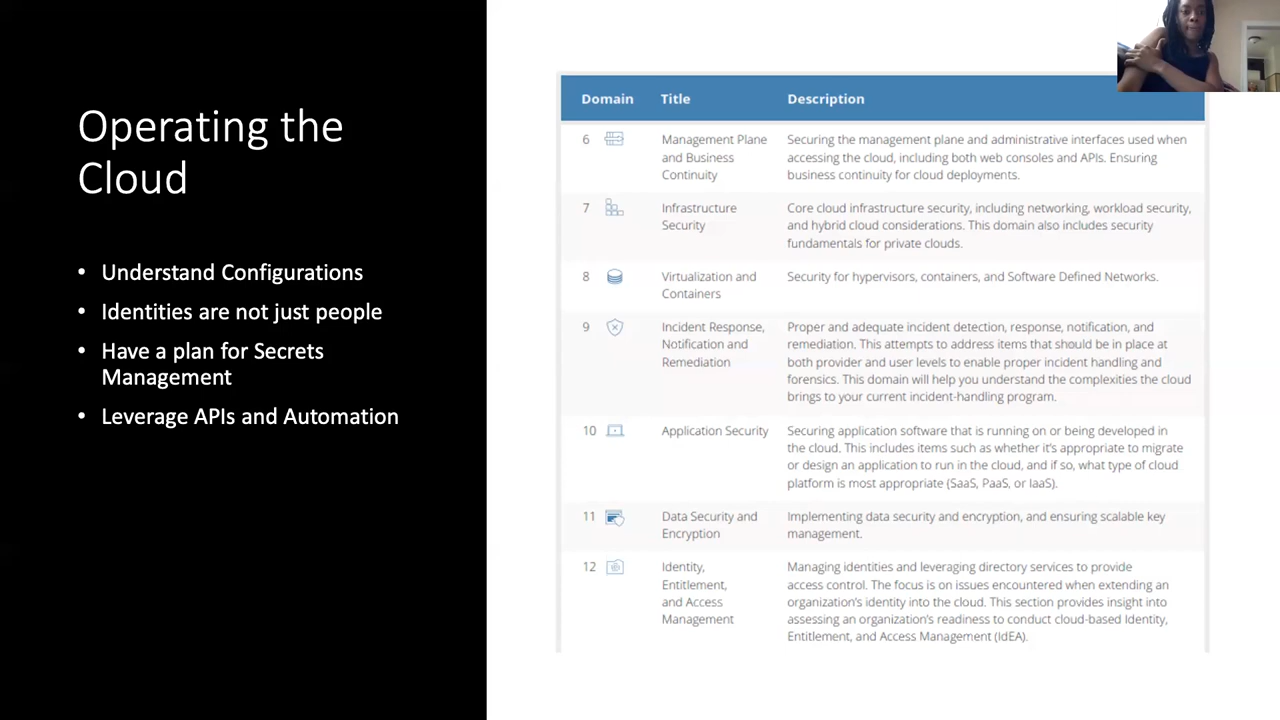 Operating the
Cloud
• Understand Configurations
• Identities are not just people
• Have a plan for Secrets
Management
• Leverage APIs and Automation
Domain Title Description
6 Management Plane
and Business
Continuity
Securing the management plane and administrative interfaces used when
accessing the cloud, including both web consoles and APIs. Ensuring
business continuity for cloud deployments.
7 Infrastructure
Security
Core cloud infrastructure security, including networking, workload security,
and hybrid cloud considerations. This domain also includes security
fundamentals for private clouds.
8 Virtualization and
Containers
Security for hypervisors, containers, and Software Defined Networks.
9 Incident Response,
Notification and
Remediation
Proper and adequate incident detection, response, notification, and
remediation. This attempts to address items that should be in place at
both provider and user levels to enable proper incident handling and
forensics. This domain will help you understand the complexities the cloud
brings to your current incident-handling program.
10 Application Security
Securing application software that is running on or being developed in
the cloud. This includes items such as whether it's appropriate to migrate
or design an application to run in the cloud, and if so, what type of cloud
platform is most appropriate (SaaS, PaaS, or IaaS).
11 Data Security and
Encryption
Implementing data security and encryption, and ensuring scalable key
management.
12 Identity,
Entitlement,
and Access
Management
Managing identities and leveraging directory services to provide
access control. The focus is on issues encountered when extending an
organization's identity into the cloud. This section provides insight into
assessing an organization's readiness to conduct cloud-based Identity,
Entitlement, and Access Management (IdEA).